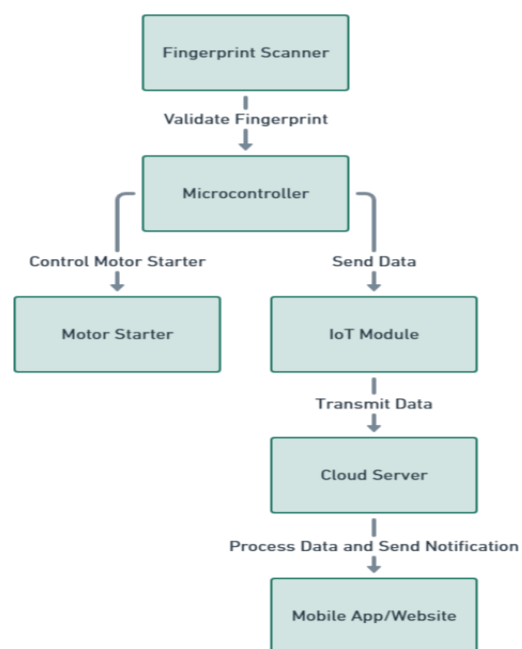 Fingerprint Scanner
Validate Fingerprint
Microcontroller
Control Motor Starter
Send Data
Motor Starter
IoT Module
Transmit Data
Cloud Server
Process Data and Send Notification
Mobile App/Website